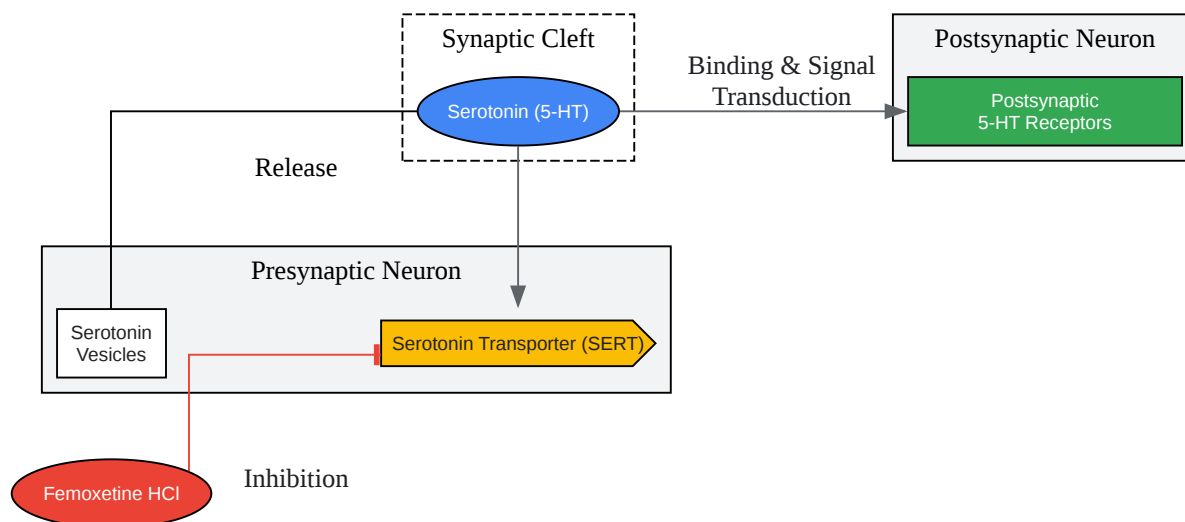 Synaptic Cleft
Postsynaptic Neuron
Binding & Signal
Transduction
Serotonin (5-HT)
Postsynaptic
5-HT Receptors
Release
Presynaptic Neuron
Serotonin
Vesicles
Serotonin Transporter (SERT)
Inhibition
Femoxetine HCl